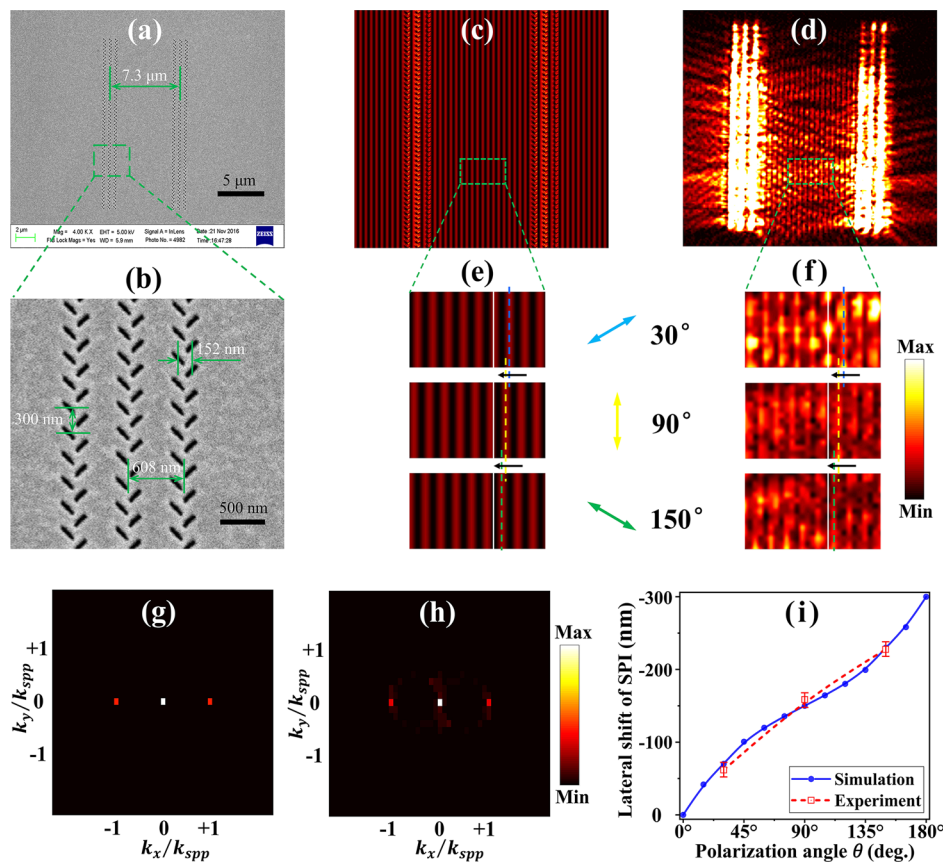 (a)
7.3 μm
5 μm
2 µm
Mag = 4.00 K X
EHT = 5.00 kV
Signal A = InLens
Date :21 Nov 2016
FIB Lock Mags = Yes
WD = 5.9 mm
Photo No. = 4982
Time :16:47:28
ZEISS
(b)
152 nm
300 nm
608 nm
500 nm
(c)
(d)
(e)
(f)
30°
90°
150°
Max
Min
(g)
+1
0
-1
k_y/k_spp
-1 0 +1
k_x/k_spp
(h)
+1
0
-1
k_y/k_spp
-1 0 +1
k_x/k_spp
Max
Min
(i)
Lateral shift of SPI (nm)
-300
-200
-100
0
Simulation
Experiment
0° 45° 90° 135° 180°
Polarization angle θ (deg.)